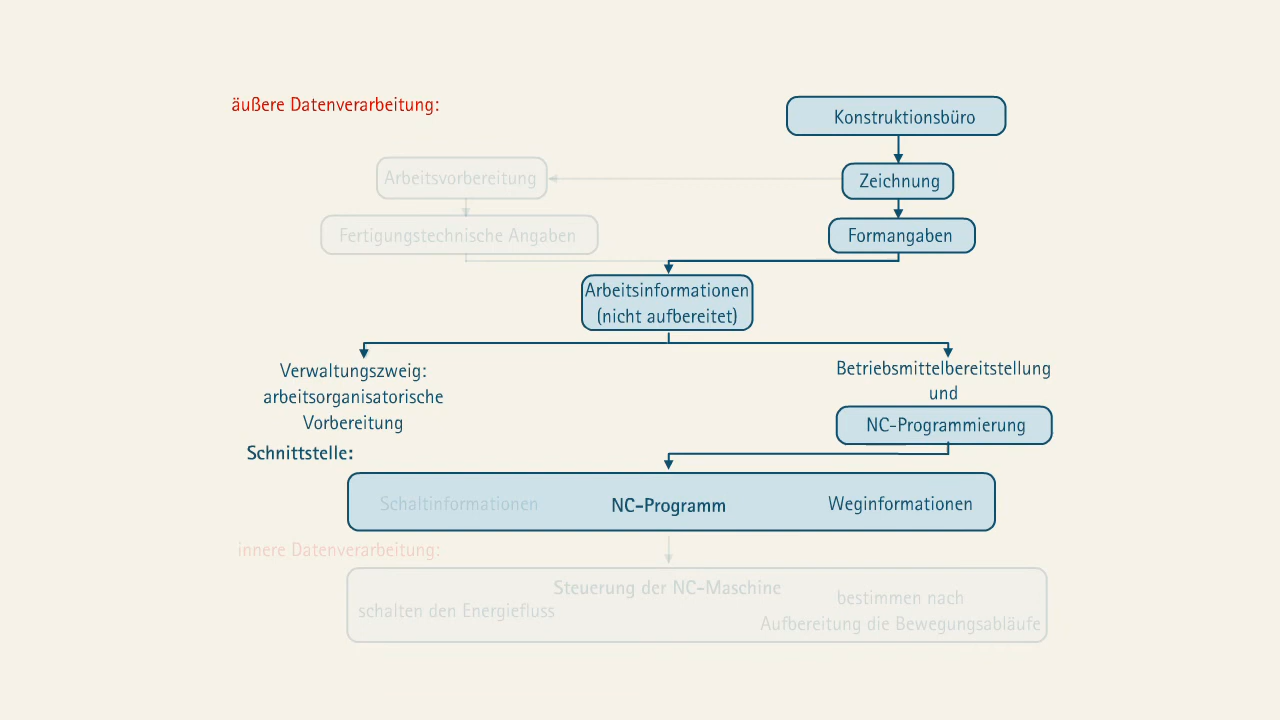 äußere Datenverarbeitung:
Konstruktionsbüro
Arbeitsvorbereitung
Zeichnung
Fertigungstechnische Angaben
Formangaben
Arbeitsinformationen
(nicht aufbereitet)
Verwaltungszweig:
arbeitsorganisatorische
Vorbereitung
Betriebsmittelbereitstellung
und
NC-Programmierung
Schnittstelle:
Schaltinformationen
NC-Programm
Weginformationen
innere Datenverarbeitung:
Steuerung der NC-Maschine
schalten den Energiefluss
bestimmen nach
Aufbereitung die Bewegungsabläufe